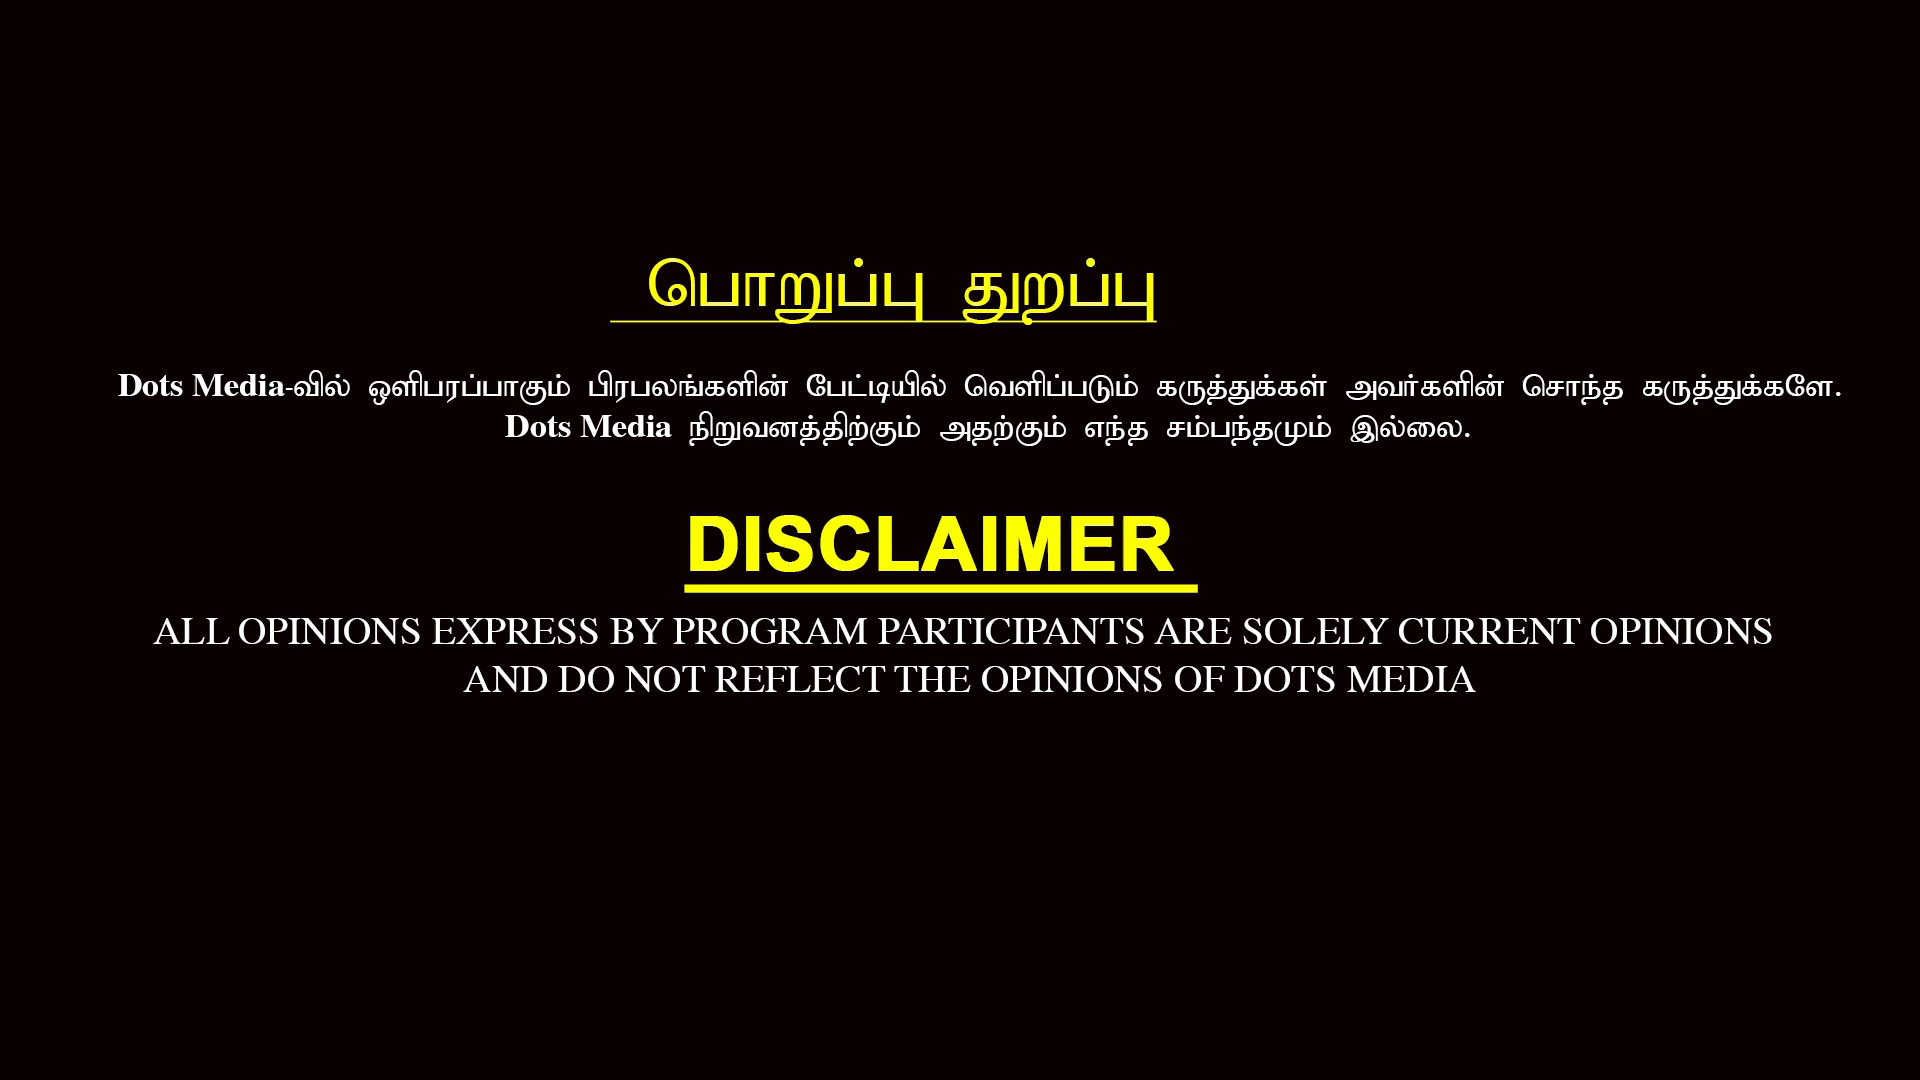 பொறுப்பு துறப்பு
Dots Media-வில் ஒளிபரப்பாகும் பிரபலங்களின் பேட்டியில் வெளிப்படும் கருத்துக்கள் அவர்களின் சொந்த கருத்துக்களே.
Dots Media நிறுவனத்திற்கும் அதற்கும் எந்த சம்பந்தமும் இல்லை.
DISCLAIMER
ALL OPINIONS EXPRESS BY PROGRAM PARTICIPANTS ARE SOLELY CURRENT OPINIONS
AND DO NOT REFLECT THE OPINIONS OF DOTS MEDIA